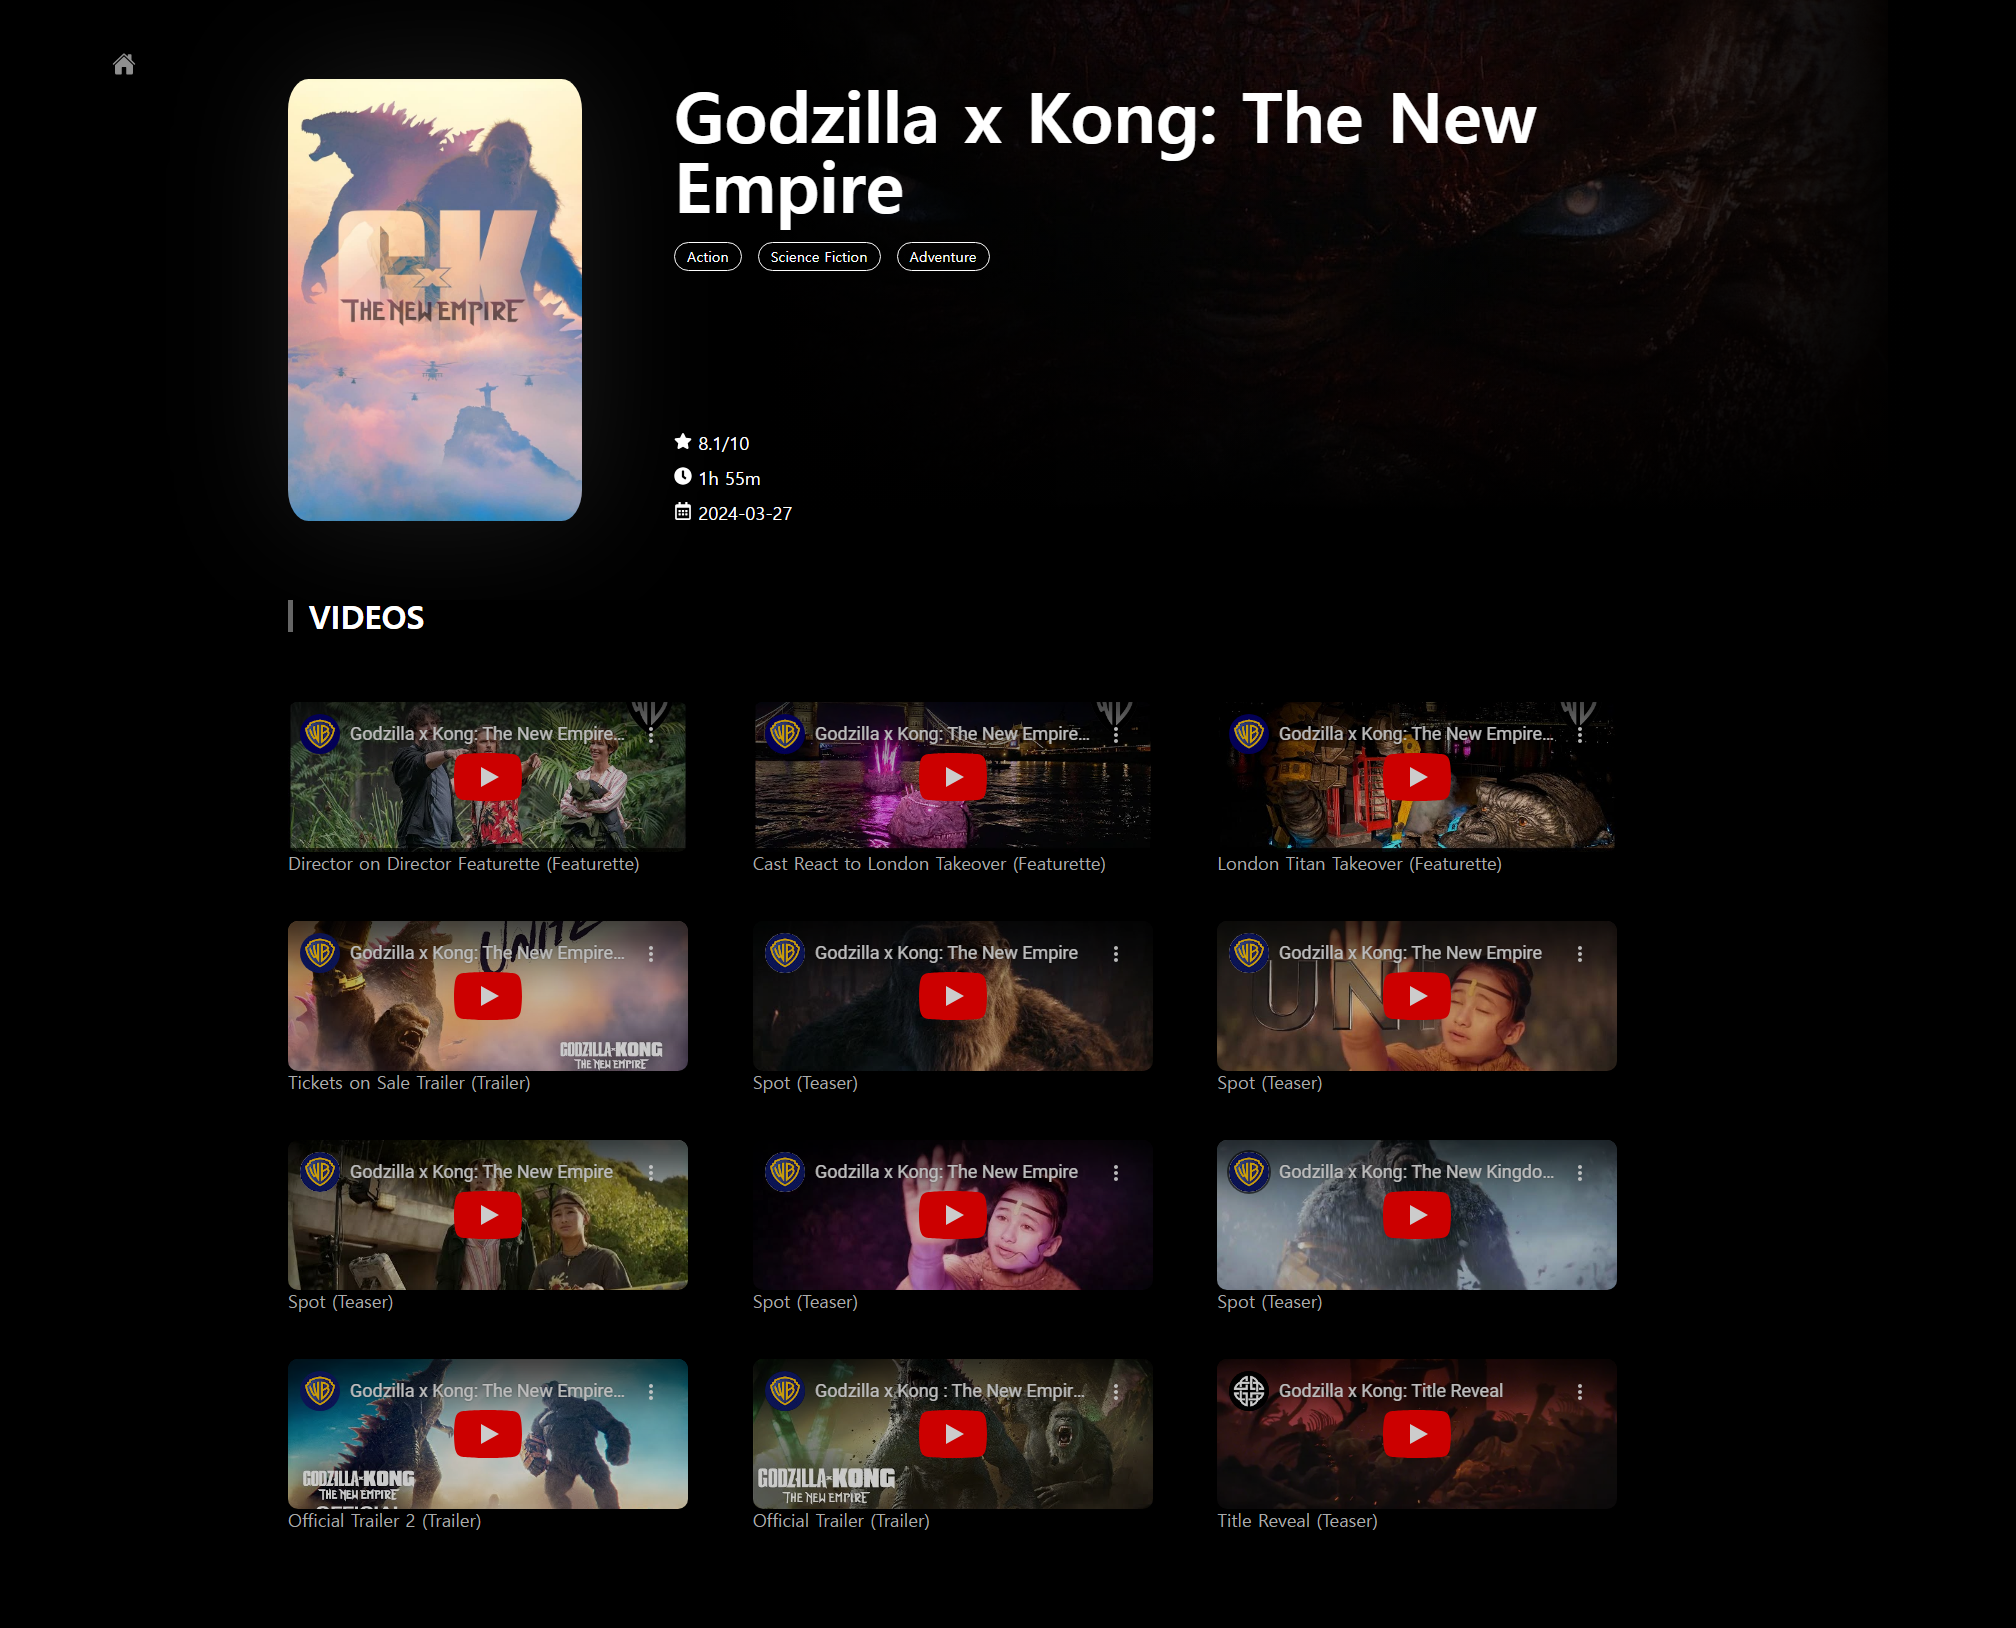 Godzilla x Kong: The New
Empire
Action
Science Fiction
Adventure
GxK
THE NEW EMPIRE
8.1/10
1h 55m
2024-03-27
VIDEOS
Godzilla x Kong: The New Empire...
Director on Director Featurette (Featurette)
Godzilla x Kong: The New Empire...
Cast React to London Takeover (Featurette)
Godzilla x Kong: The New Empire...
London Titan Takeover (Featurette)
UNITE
Godzilla x Kong: The New Empire...
GODZILLA x KONG
THE NEW EMPIRE
Tickets on Sale Trailer (Trailer)
Godzilla x Kong: The New Empire
Spot (Teaser)
Godzilla x Kong: The New Empire
UNI
Spot (Teaser)
Godzilla x Kong: The New Empire
Spot (Teaser)
Godzilla x Kong: The New Empire
Spot (Teaser)
Godzilla x Kong: The New Kingdo...
Spot (Teaser)
Godzilla x Kong: The New Empire...
GODZILLA x KONG
THE NEW EMPIRE
OFFICIAL
Official Trailer 2 (Trailer)
Godzilla x Kong : The New Empir...
GODZILLA x KONG
THE NEW EMPIRE
Official Trailer (Trailer)
Godzilla x Kong: Title Reveal
Title Reveal (Teaser)